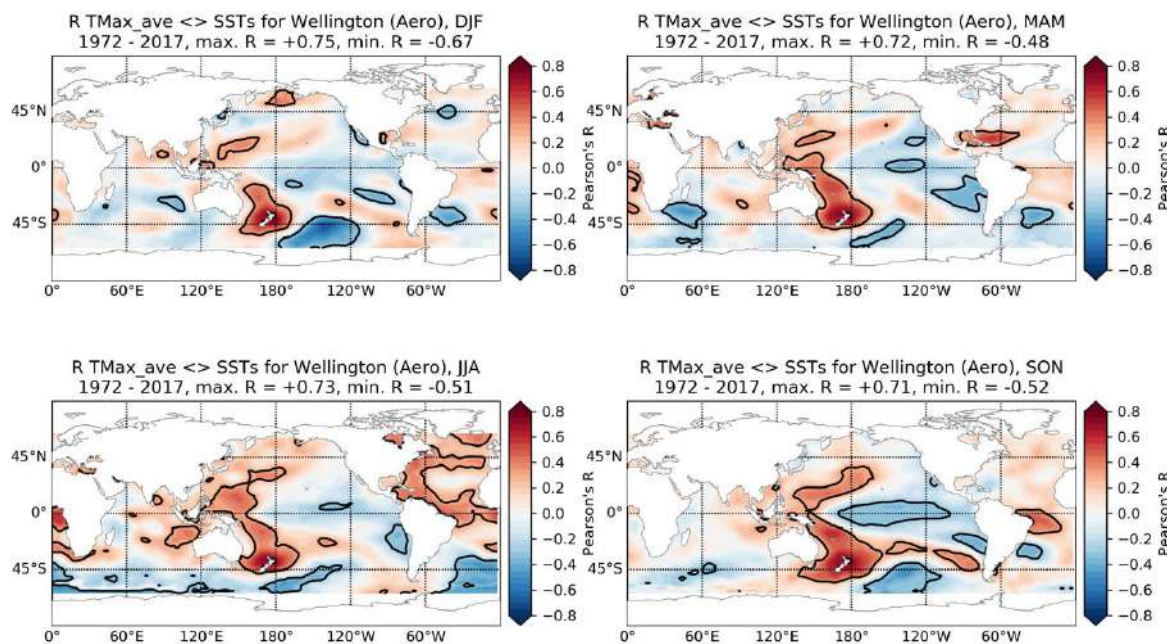 R TMax_ave <> SSTs for Wellington (Aero), DJF
1972 - 2017, max. R = +0.75, min. R = -0.67
45°N
0°
45°S
0°
60°E
120°E
180°
120°W
60°W
0.8
0.6
0.4
0.2
0.0
−0.2
−0.4
−0.6
−0.8
Pearson's R
R TMax_ave <> SSTs for Wellington (Aero), MAM
1972 - 2017, max. R = +0.72, min. R = -0.48
45°N
0°
45°S
0°
60°E
120°E
180°
120°W
60°W
0.8
0.6
0.4
0.2
0.0
−0.2
−0.4
−0.6
−0.8
Pearson's R
R TMax_ave <> SSTs for Wellington (Aero), JJA
1972 - 2017, max. R = +0.73, min. R = -0.51
45°N
0°
45°S
0°
60°E
120°E
180°
120°W
60°W
0.8
0.6
0.4
0.2
0.0
−0.2
−0.4
−0.6
−0.8
Pearson's R
R TMax_ave <> SSTs for Wellington (Aero), SON
1972 - 2017, max. R = +0.71, min. R = -0.52
45°N
0°
45°S
0°
60°E
120°E
180°
120°W
60°W
0.8
0.6
0.4
0.2
0.0
−0.2
−0.4
−0.6
−0.8
Pearson's R